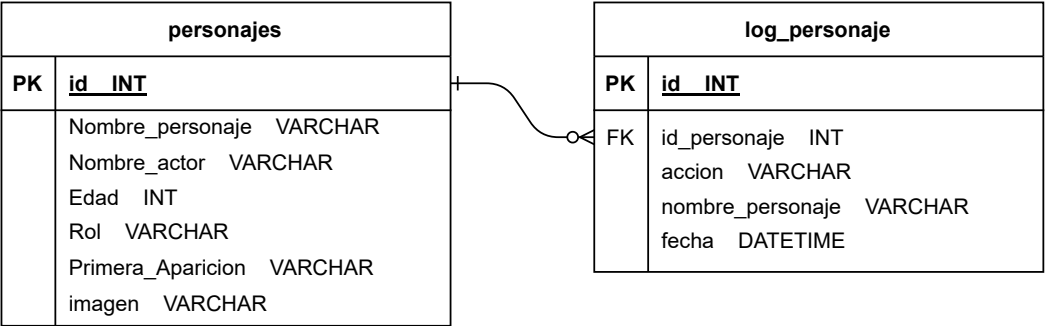 personajes
PK id INT
Nombre_personaje VARCHAR
Nombre_actor VARCHAR
Edad INT
Rol VARCHAR
Primera_Aparicion VARCHAR
imagen VARCHAR
log_personaje
PK id INT
FK id_personaje INT
accion VARCHAR
nombre_personaje VARCHAR
fecha DATETIME